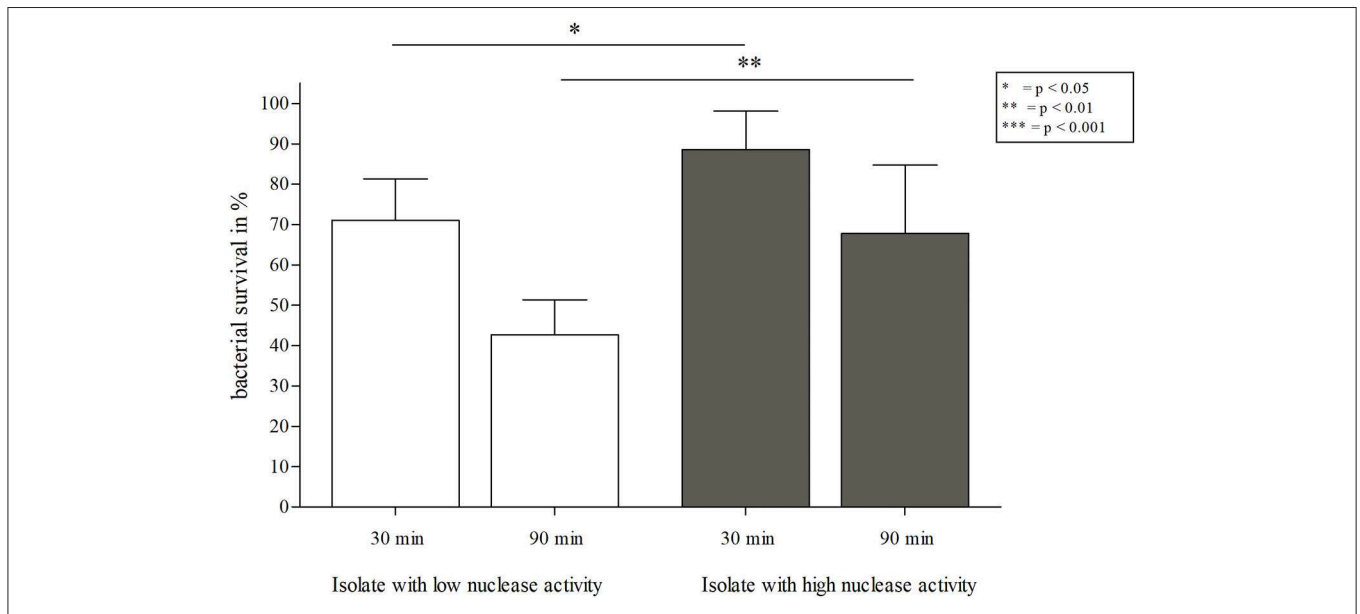 *
**
* = p < 0.05
** = p < 0.01
*** = p < 0.001
bacterial survival in %
100
90
80
70
60
50
40
30
20
10
0
30 min 90 min 30 min 90 min
Isolate with low nuclease activity Isolate with high nuclease activity